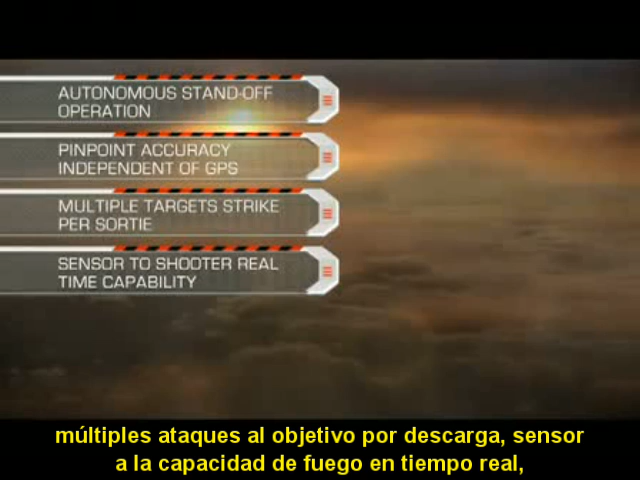 AUTONOMOUS STAND-OFF
OPERATION
PINPOINT ACCURACY
INDEPENDENT OF GPS
MULTIPLE TARGETS STRIKE
PER SORTIE
SENSOR TO SHOOTER REAL
TIME CAPABILITY
múltiples ataques al objetivo por descarga, sensor
a la capacidad de fuego en tiempo real,